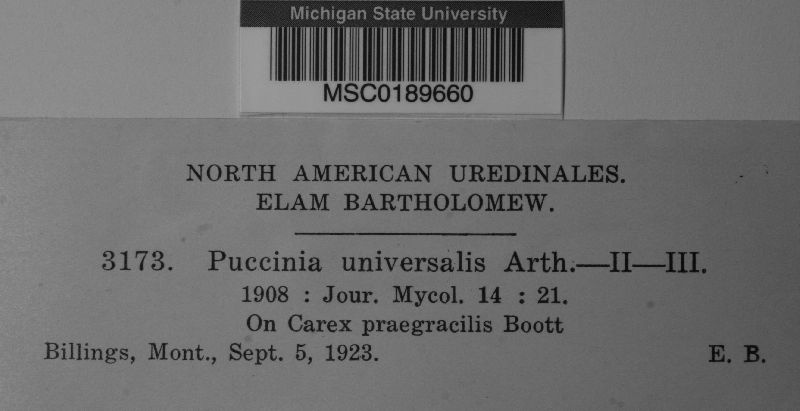 Michigan State University
MSC0189660
NORTH AMERICAN UREDINALES.
ELAM BARTHOLOMEW.
3173. Puccinia universalis Arth.—II—III.
1908 : Jour. Mycol. 14 : 21.
On Carex praegracilis Boott
Billings, Mont., Sept. 5, 1923. E. B.